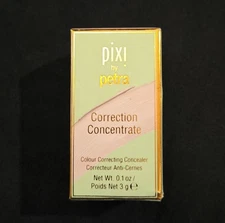 pixi
by
petra
Correction
Concentrate
Colour Correcting Concealer
Correcteur Anti-Cernes
Net Wt. 0.1 oz /
Poids Net 3 g ℮